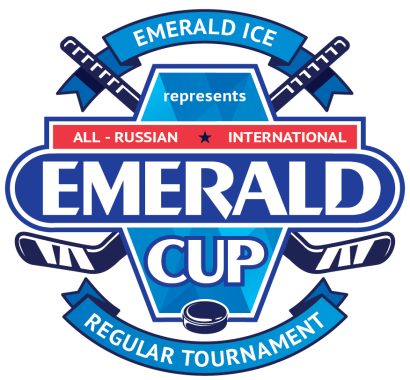 EMERALD ICE
represents
ALL - RUSSIAN ★ INTERNATIONAL
EMERALD
CUP
REGULAR TOURNAMENT